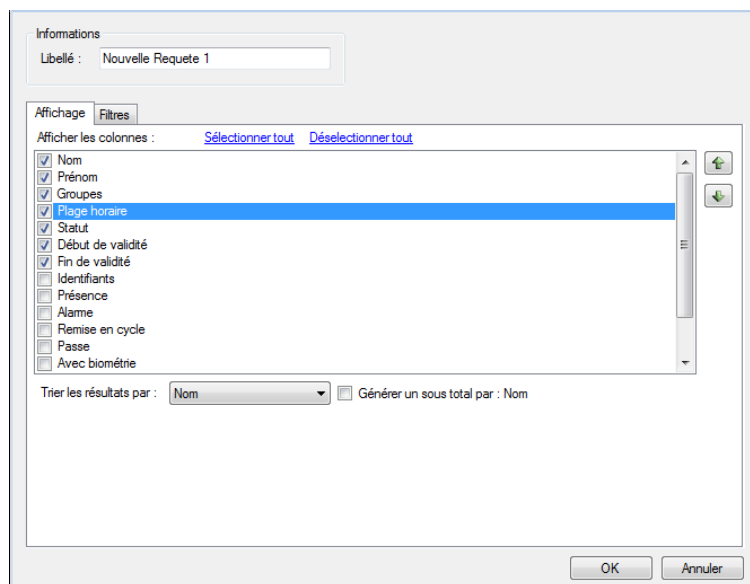 Informations
Libellé : Nouvelle Requete 1
Affichage Filtres
Afficher les colonnes : Sélectionner tout Déselectionner tout
Nom
Prénom
Groupes
Plage horaire
Statut
Début de validité
Fin de validité
Identifiants
Présence
Alarme
Remise en cycle
Passe
Avec biométrie
Trier les résultats par : Nom Générer un sous total par : Nom
OK Annuler